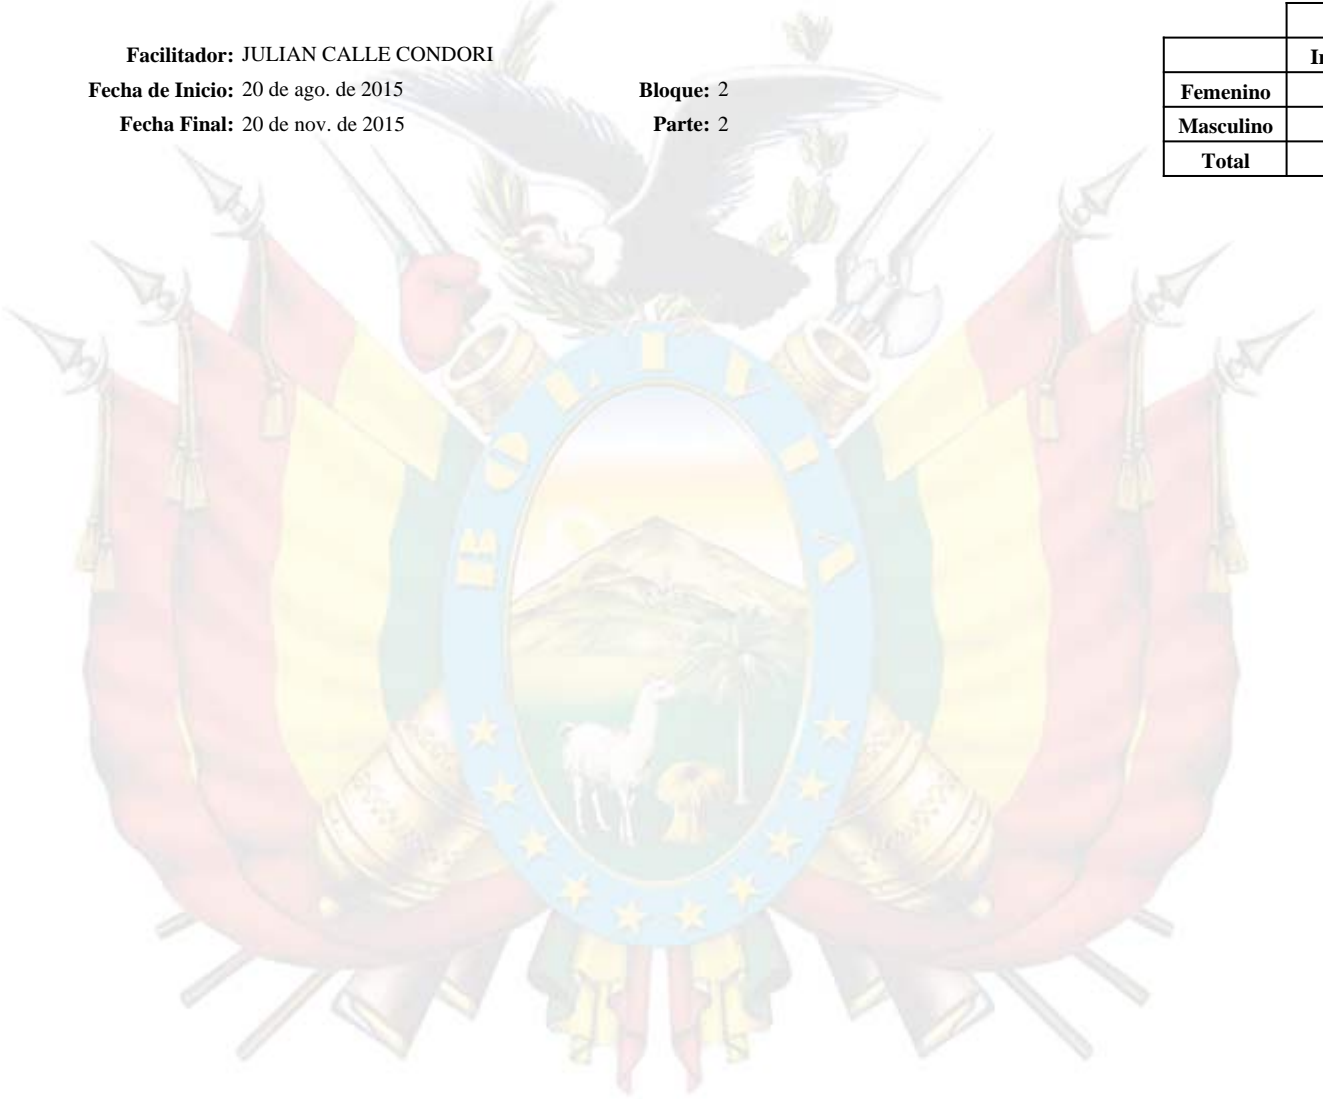 Facilitador: JULIAN CALLE CONDORI
Fecha de Inicio: 20 de ago. de 2015 Bloque: 2
Fecha Final: 20 de nov. de 2015 Parte: 2
Femenino
Masculino
Total
BOLIVIA